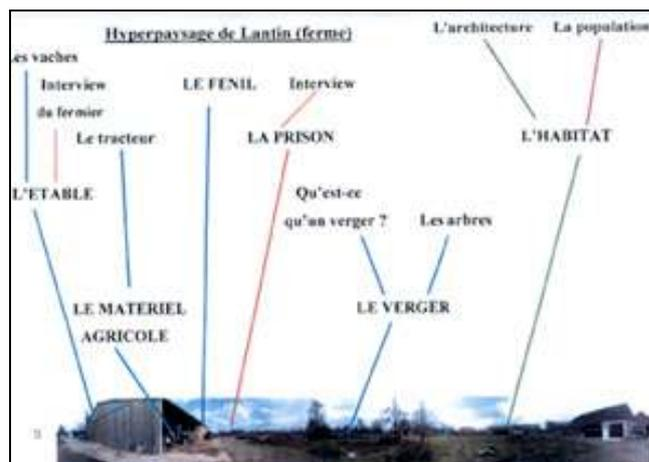 Hyperpaysage de Lantin (ferme)
L'architecture
La population
Les vaches
Interview
du fermier
LE FENIL
Interview
Le tracteur
LA PRISON
L'HABITAT
L'ETABLE
Qu'est-ce
qu'un verger ?
Les arbres
LE MATERIEL
AGRICOLE
LE VERGER